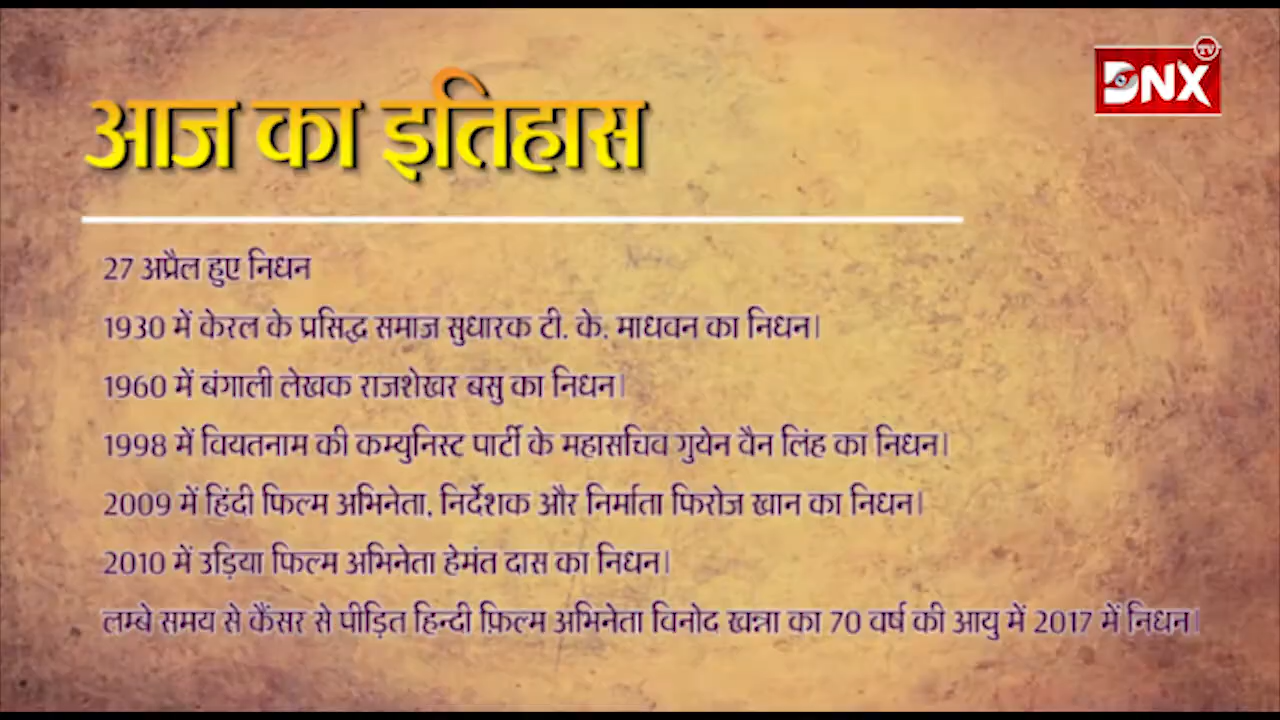 TV
DNX
आज का इतिहास
27 अप्रैल हुए निधन
1930 में केरल के प्रसिद्ध समाज सुधारक टी. के. माधवन का निधन।
1960 में बंगाली लेखक राजशेखर बसु का निधन।
1998 में वियतनाम की कम्युनिस्ट पार्टी के महासचिव गुयेन वैन लिंह का निधन।
2009 में हिंदी फिल्म अभिनेता, निर्देशक और निर्माता फिरोज खान का निधन।
2010 में उड़िया फिल्म अभिनेता हेमंत दास का निधन।
लम्बे समय से कैंसर से पीड़ित हिन्दी फ़िल्म अभिनेता विनोद खन्ना का 70 वर्ष की आयु में 2017 में निधन।